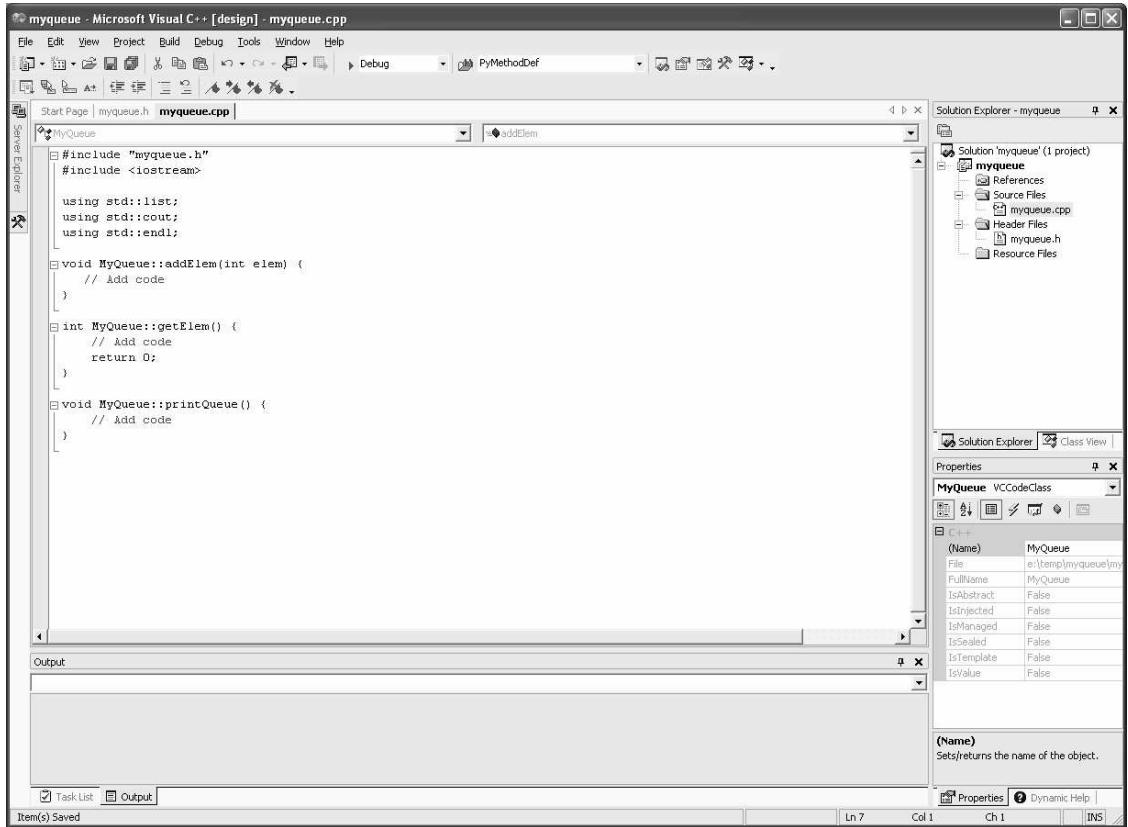 myqueue - Microsoft Visual C++ [design] - myqueue.cpp
File Edit View Project Build Debug Tools Window Help
Debug PyMethodDef
Server Explorer
Start Page myqueue.h myqueue.cpp
MyQueue addElem
#include "myqueue.h"
#include <iostream>
using std::list;
using std::cout;
using std::endl;
void MyQueue::addElem(int elem) {
// Add code
}
int MyQueue::getElem() {
// Add code
return 0;
}
void MyQueue::printQueue() {
// Add code
}
Output
Task List Output
Solution Explorer - myqueue
Solution 'myqueue' (1 project)
myqueue
References
Source Files
myqueue.cpp
Header Files
myqueue.h
Resource Files
Solution Explorer Class View
Properties
MyQueue VCCodeClass
C++
(Name) MyQueue
File e:\temp\myqueue\my
FullName MyQueue
IsAbstract False
IsInjected False
IsManaged False
IsSealed False
IsTemplate False
IsValue False
(Name)
Sets/returns the name of the object.
Properties Dynamic Help
Item(s) Saved Ln 7 Col 1 Ch 1 INS